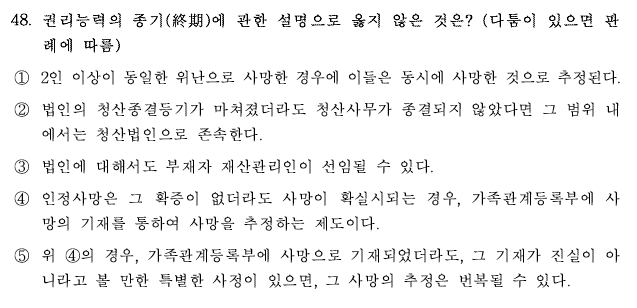 48. 권리능력의 종기(終期)에 관한 설명으로 옳지 않은 것은? (다툼이 있으면 판
례에 따름)
① 2인 이상이 동일한 위난으로 사망한 경우에 이들은 동시에 사망한 것으로 추정된다.
② 법인의 청산종결등기가 마쳐졌더라도 청산사무가 종결되지 않았다면 그 범위 내
에서는 청산법인으로 존속한다.
③ 법인에 대해서도 부재자 재산관리인이 선임될 수 있다.
④ 인정사망은 그 확증이 없더라도 사망이 확실시되는 경우, 가족관계등록부에 사
망의 기재를 통하여 사망을 추정하는 제도이다.
⑤ 위 ④의 경우, 가족관계등록부에 사망으로 기재되었더라도, 그 기재가 진실이 아
니라고 볼 만한 특별한 사정이 있으면, 그 사망의 추정은 번복될 수 있다.